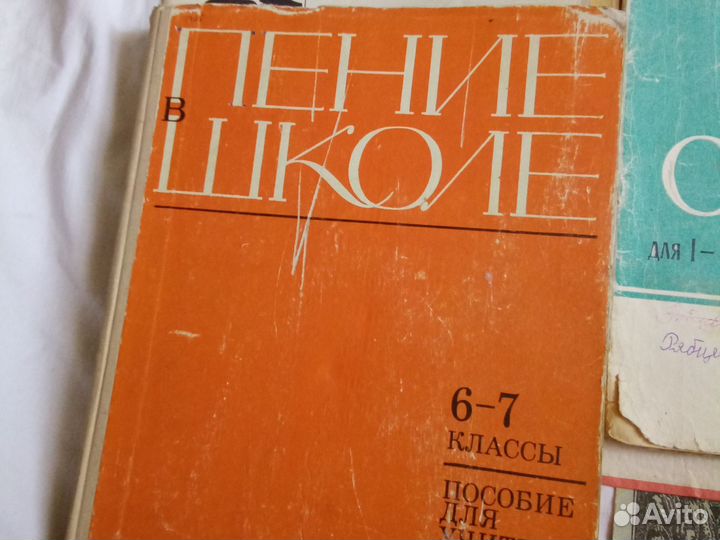 ПЕНИЕ
В
ШКОЛЕ
6-7
КЛАССЫ
ПОСОБИЕ
ДЛЯ
для I-
Avito